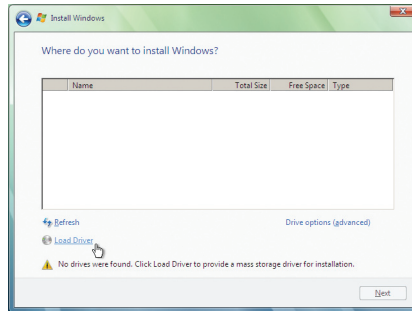 Install Windows
Where do you want to install Windows?
Name Total Size Free Space Type
Refresh Drive options (advanced)
Load Driver
No drives were found. Click Load Driver to provide a mass storage driver for installation.
Next